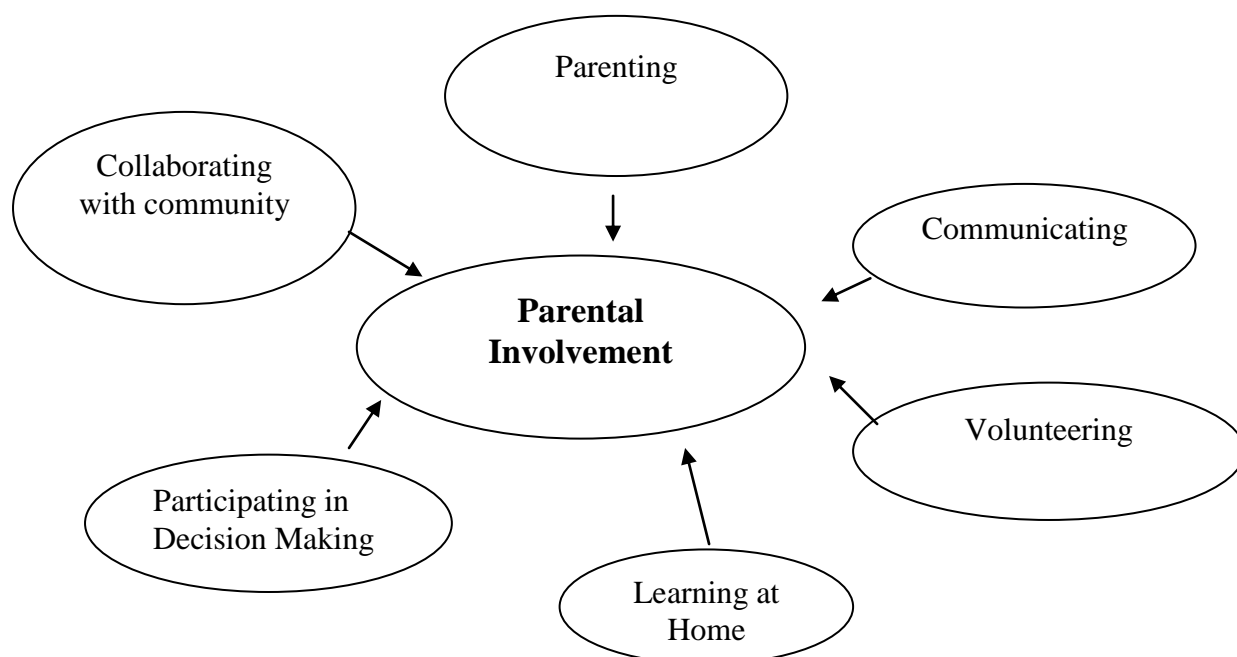 Parenting
Collaborating
with community
Communicating
Parental
Involvement
Volunteering
Participating in
Decision Making
Learning at
Home